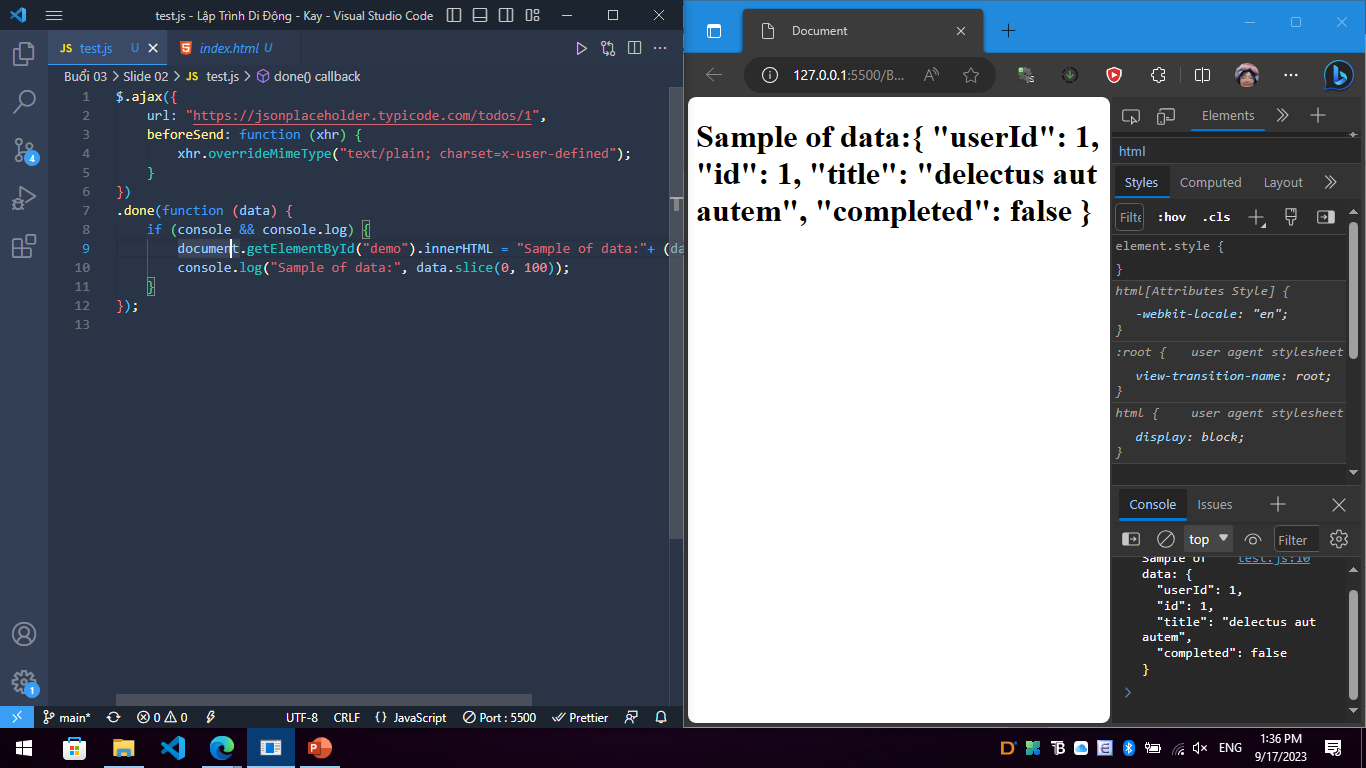 test.js - Lập Trình Di Động - Kay - Visual Studio Code
JS test.js U
index.html U
Buổi 03 > Slide 02 > JS test.js > done() callback
1 $.ajax({
2 url: "https://jsonplaceholder.typicode.com/todos/1",
3 beforeSend: function (xhr) {
4 xhr.overrideMimeType("text/plain; charset=x-user-defined");
5 }
6 })
7 .done(function (data) {
8 if (console && console.log) {
9 document.getElementById("demo").innerHTML = "Sample of data:"+ (da
10 console.log("Sample of data:", data.slice(0, 100));
11 }
12 });
13
4
1
main*
0 0
UTF-8
CRLF
{ } JavaScript
Port : 5500
Prettier
Document
127.0.0.1:5500/B...
Sample of data:{ "userId": 1,
"id": 1, "title": "delectus aut
autem", "completed": false }
Elements
html
Styles
Computed
Layout
Filte
:hov
.cls
element.style {
}
html[Attributes Style] {
-webkit-locale: "en";
}
:root { user agent stylesheet
view-transition-name: root;
}
html { user agent stylesheet
display: block;
}
Console
Issues
top
Filter
Sample of test.js:10
data: {
"userId": 1,
"id": 1,
"title": "delectus aut
autem",
"completed": false
}
ENG
1:36 PM
9/17/2023